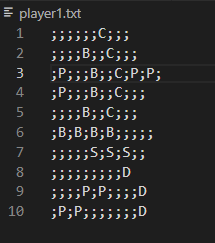 player1.txt
1 ;;;;;;C;;;
2 ;;;;B;;C;;;
3 ;P;;;B;;C;P;P;
4 ;P;;;B;;C;;;
5 ;;;;B;;C;;;
6 ;B;B;B;B;;;;;
7 ;;;;;S;S;S;;
8 ;;;;;;;;;D
9 ;;;;P;P;;;;D
10 ;P;P;;;;;;;D